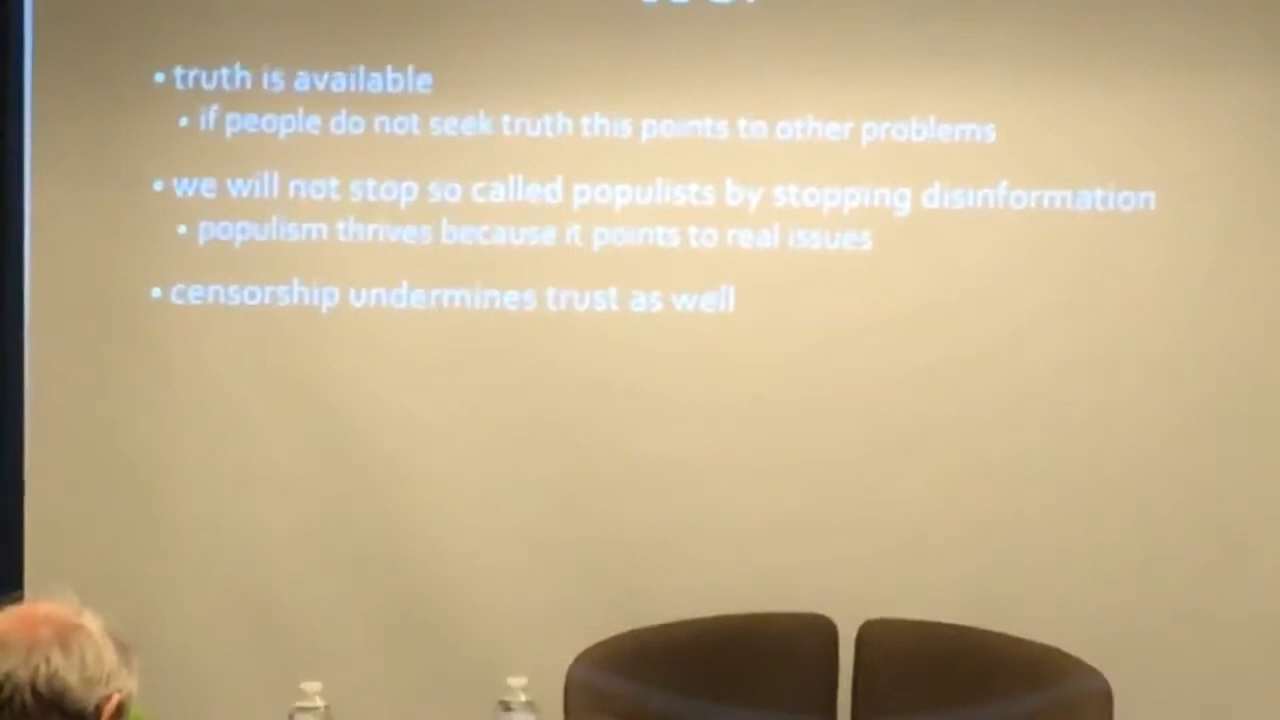 • truth is available
• if people do not seek truth this points to other problems
• we will not stop so called populists by stopping disinformation
• populism thrives because it points to real issues
• censorship undermines trust as well